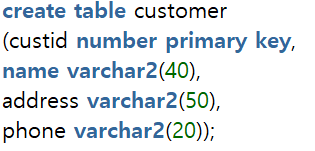 create table customer
(custid number primary key,
name varchar2(40),
address varchar2(50),
phone varchar2(20));